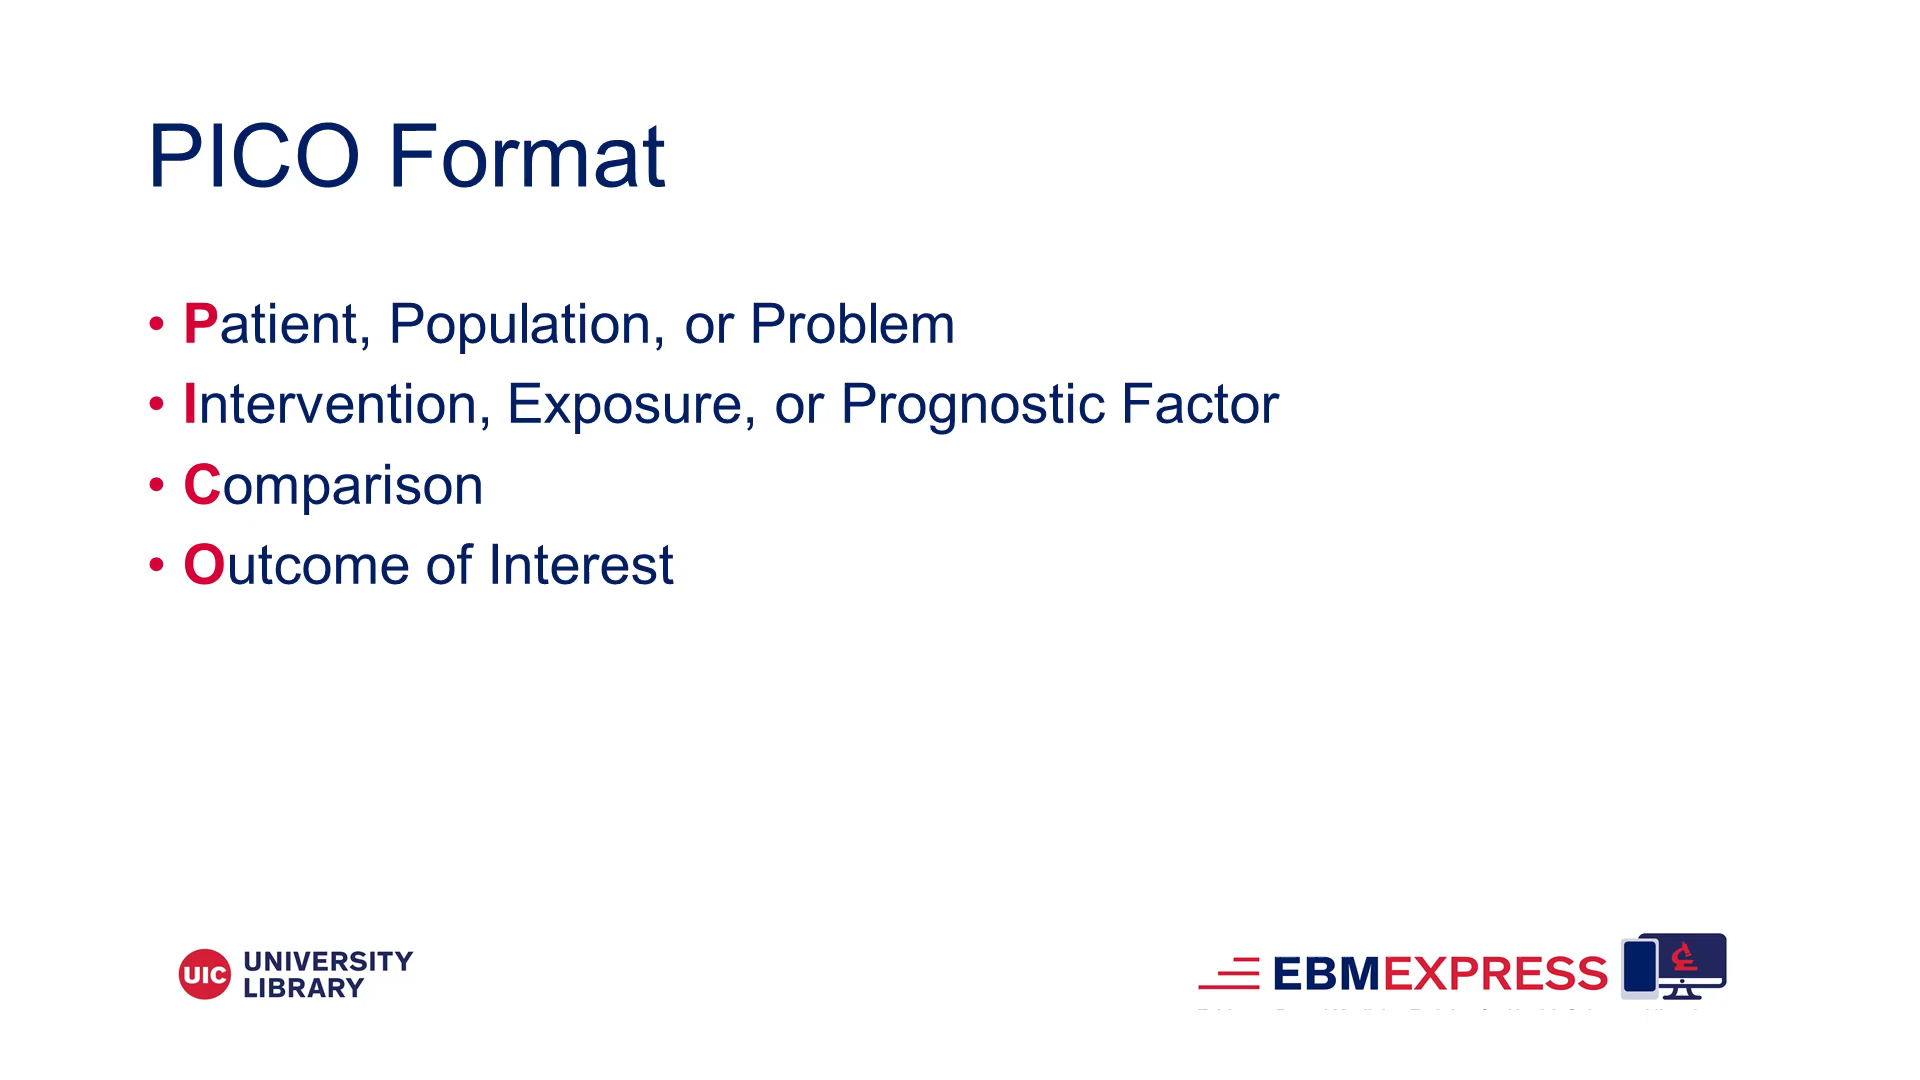 PICO Format
• Patient, Population, or Problem
• Intervention, Exposure, or Prognostic Factor
• Comparison
• Outcome of Interest
UIC UNIVERSITY
LIBRARY
EBMEXPRESS